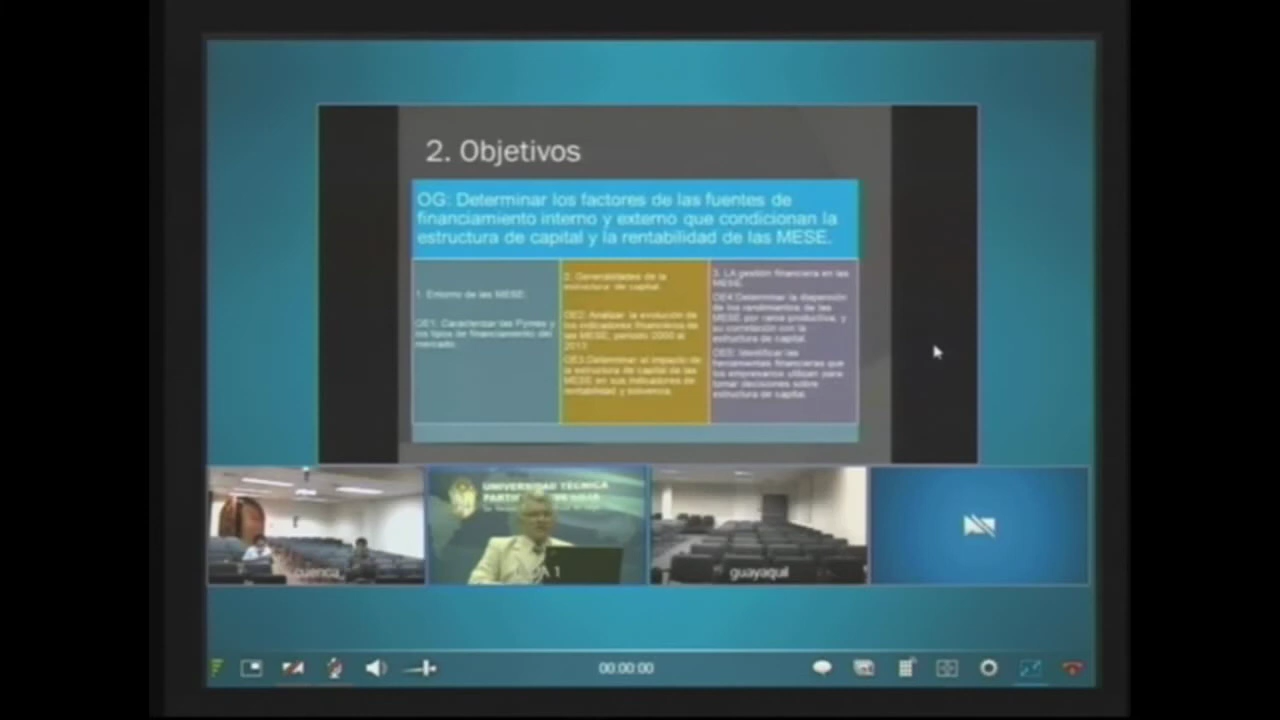 2. Objetivos
OG: Determinar los factores de las fuentes de
financiamiento interno y externo que condicionan la
estructura de capital y la rentabilidad de las MESE.
1. Entorno de las MESE.
OE1: Caracterizar las Pymes y
los tipos de financiamiento del
mercado.
2. Generalidades de la
estructura de capital
OE2: Analizar la evolución de
los indicadores financieros de
las MESE, periodo 2000 al
OE3:Determinar el impacto de
la estructura de capital de las
MESE en sus indicadores de
rentabilidad y solvencia.
3. LA gestión financiera en las
MESE.
OE4:Determinar la dispersión
de los rendimientos de las
MESE por rama productiva, y
su correlación con la
estructura de capital.
OE5: Identificar las
herramientas financieras que
los empresarios utilizan para
tomar decisiones sobre
estructura de capital.
UNIVERSIDAD TÉCNICA
PARTICULAR DE LOJA
cuenca
A 1
guayaquil
00:00:00